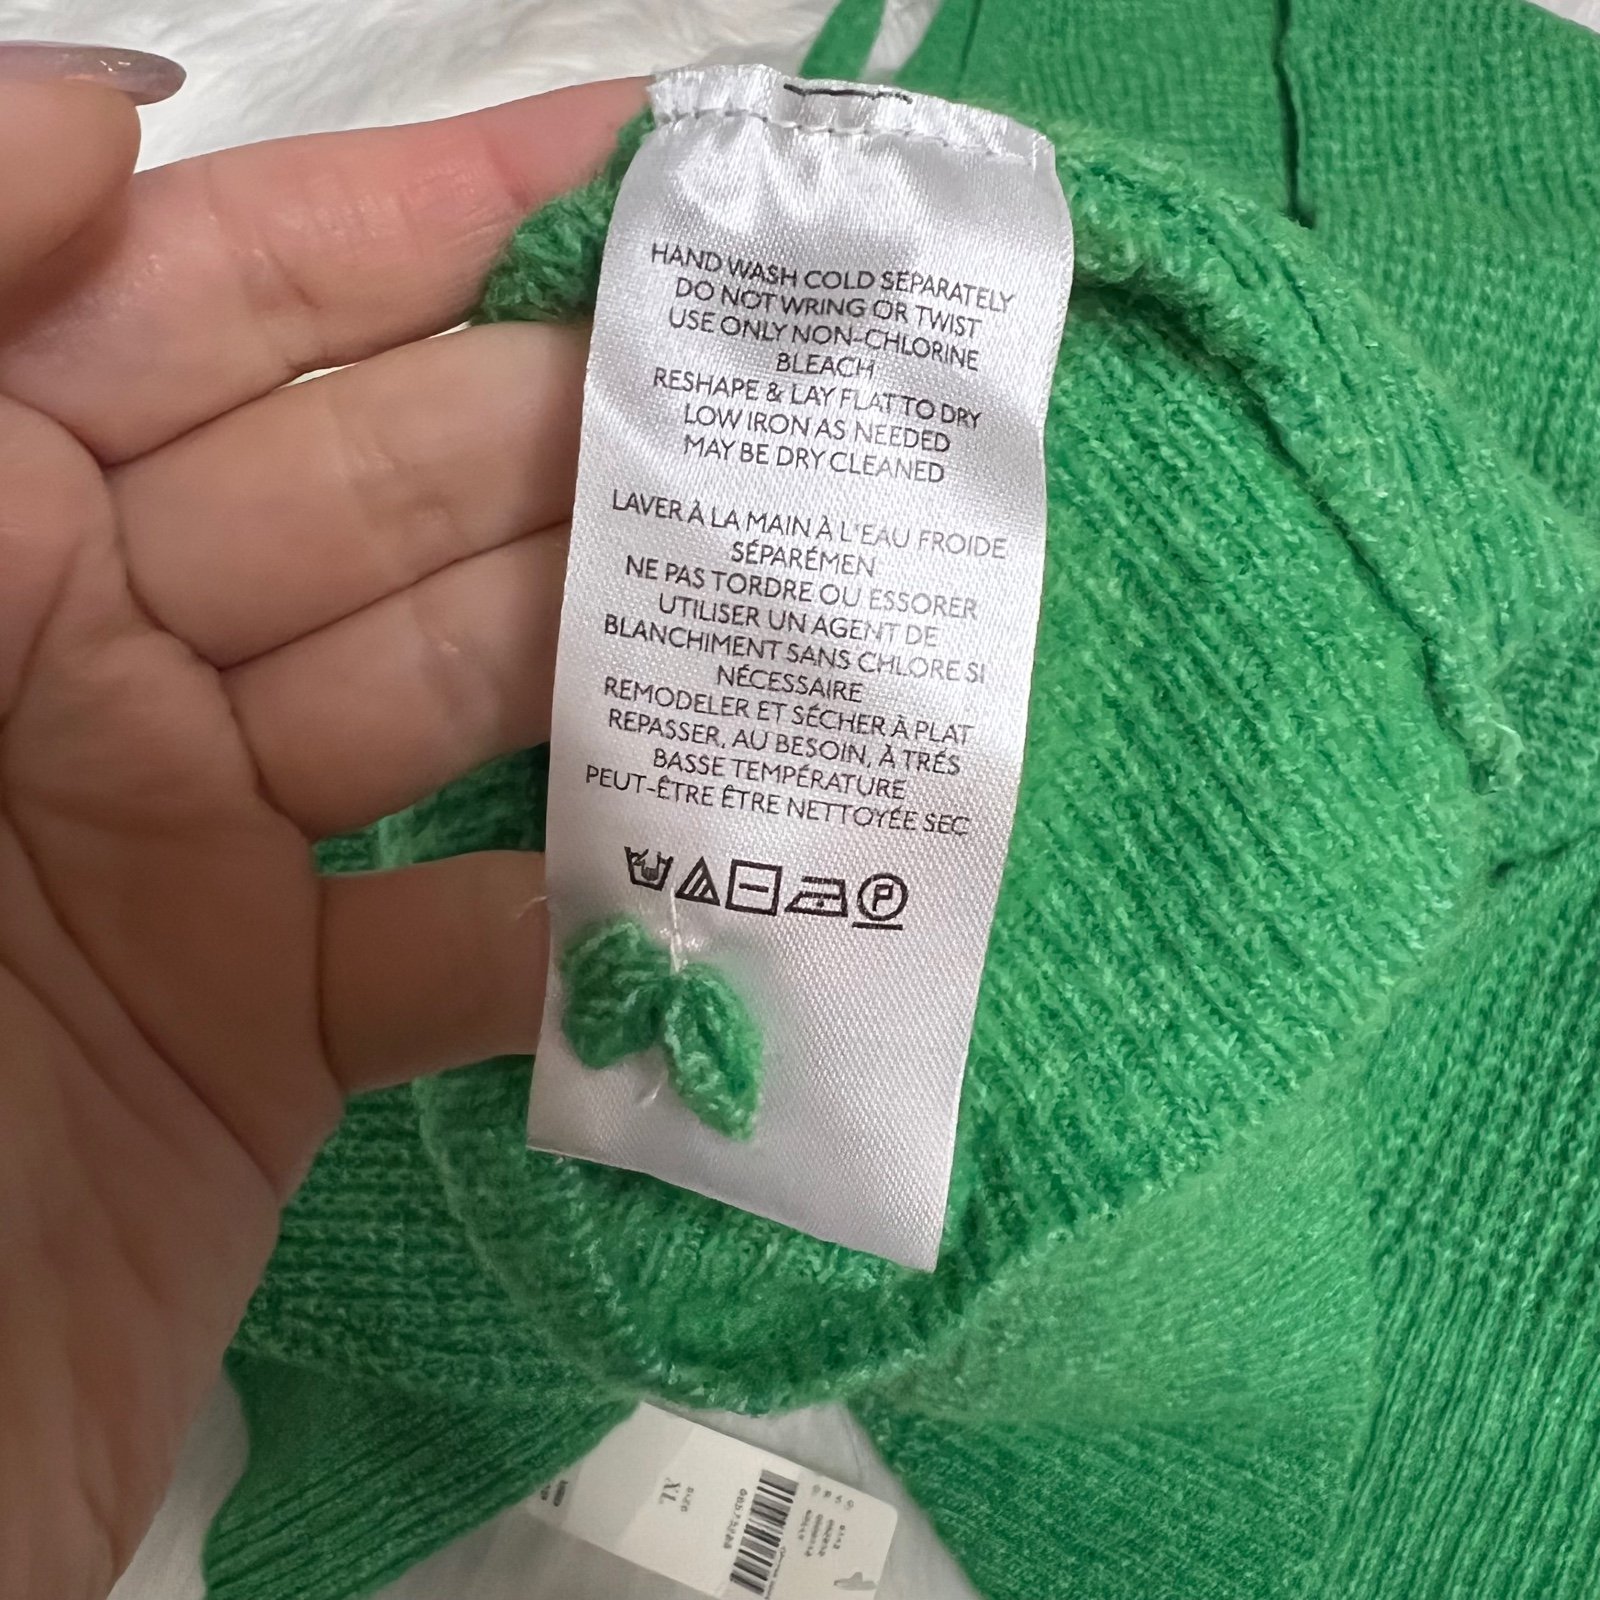 HAND WASH COLD SEPARATELY
DO NOT WRING OR TWIST
USE ONLY NON-CHLORINE
BLEACH
RESHAPE & LAY FLAT TO DRY
LOW IRON AS NEEDED
MAY BE DRY CLEANED
LAVER À LA MAIN À L'EAU FROIDE
SÉPARÉMEN
NE PAS TORDRE OU ESSORER
UTILISER UN AGENT DE
BLANCHIMENT SANS CHLORE SI
NÉCESSAIRE
REMODELER ET SÉCHER À PLAT
REPASSER, AU BESOIN, À TRÉS
BASSE TEMPÉRATURE
PEUT-ÊTRE ÊTRE NETTOYÉE SEC
P
SIZE
XL